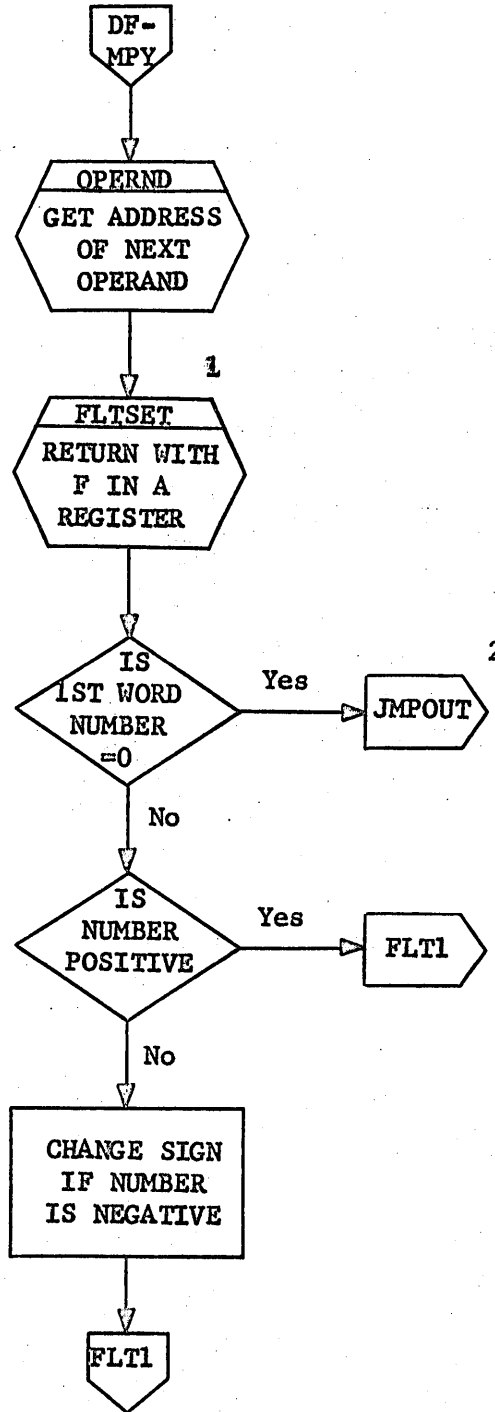 DF-
MPY
OPERND
GET ADDRESS
OF NEXT
OPERAND
1
FLTSET
RETURN WITH
F IN A
REGISTER
IS
1ST WORD
NUMBER
=0
Yes
2
JMPOUT
No
IS
NUMBER
POSITIVE
Yes
FLT1
No
CHANGE SIGN
IF NUMBER
IS NEGATIVE
FLT1